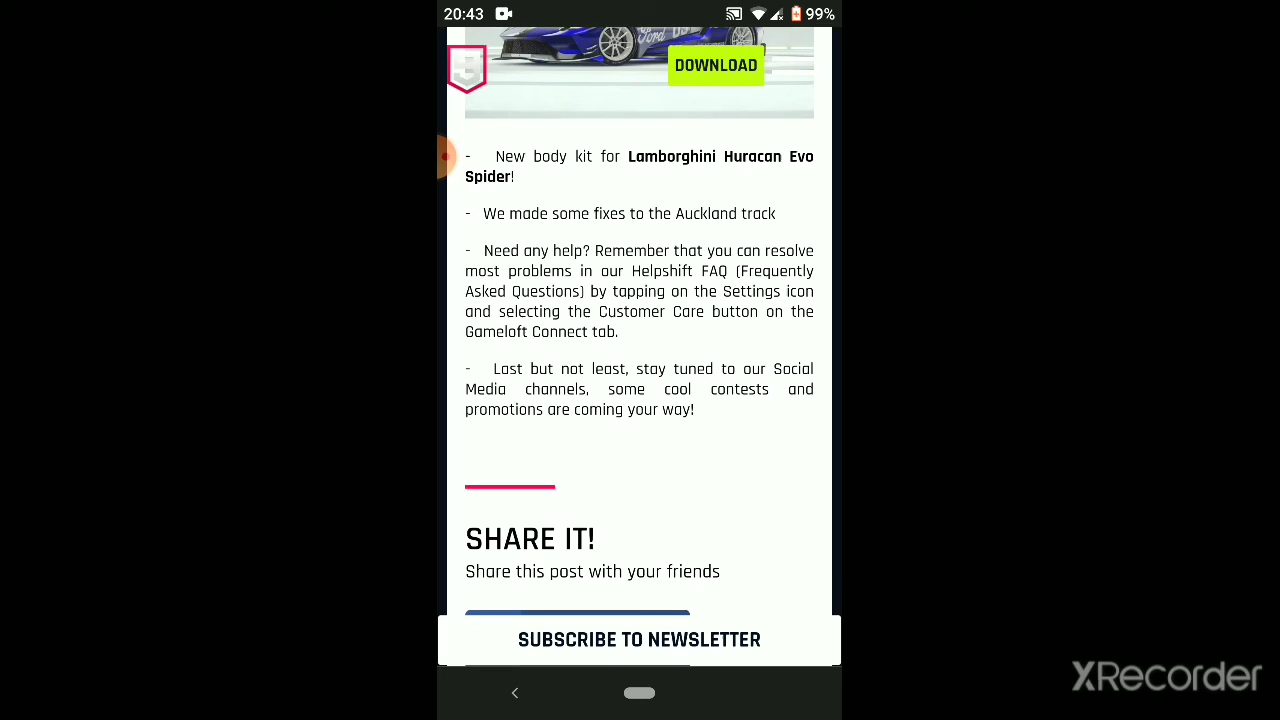 20:43
99%
Ford
DOWNLOAD
- New body kit for Lamborghini Huracan Evo
Spider!
- We made some fixes to the Auckland track
- Need any help? Remember that you can resolve
most problems in our Helpshift FAQ (Frequently
Asked Questions) by tapping on the Settings icon
and selecting the Customer Care button on the
Gameloft Connect tab.
- Last but not least, stay tuned to our Social
Media channels, some cool contests and
promotions are coming your way!
SHARE IT!
Share this post with your friends
SUBSCRIBE TO NEWSLETTER
XRecorder